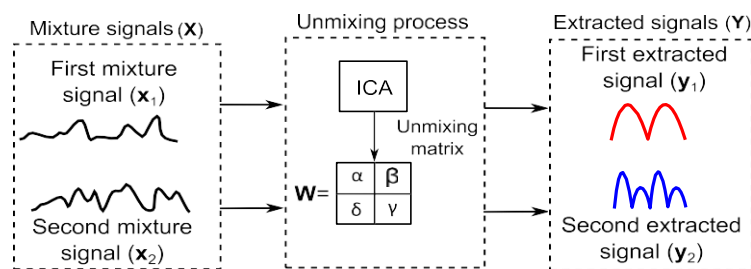 Mixture signals (X)
First mixture
signal (x₁)
Second mixture
signal (x₂)
Unmixing process
ICA
Unmixing
matrix
W=
α β
δ γ
Extracted signals (Y)
First extracted
signal (y₁)
Second extracted
signal (y₂)